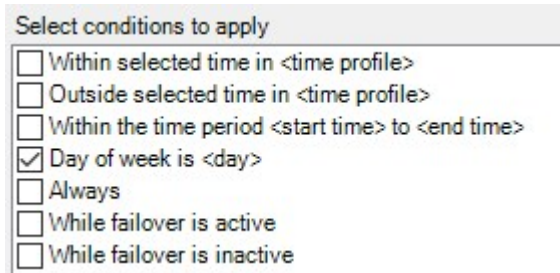 Select conditions to apply
Within selected time in <time profile>
Outside selected time in <time profile>
Within the time period <start time> to <end time>
Day of week is <day>
Always
While failover is active
While failover is inactive